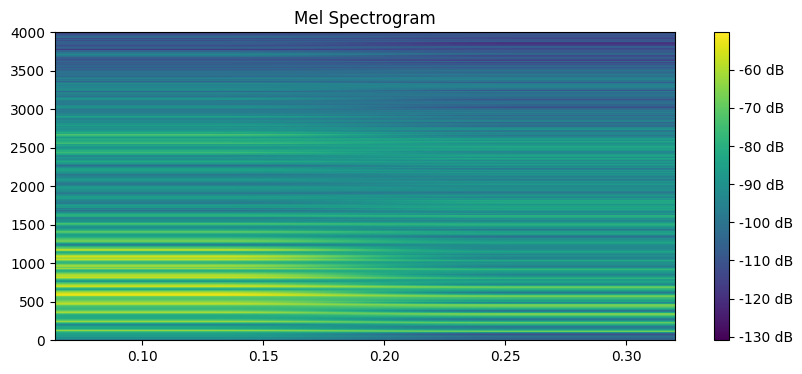 Mel Spectrogram
4000
3500
3000
2500
2000
1500
1000
500
0
0.10 0.15 0.20 0.25 0.30
-60 dB
-70 dB
-80 dB
-90 dB
-100 dB
-110 dB
-120 dB
-130 dB